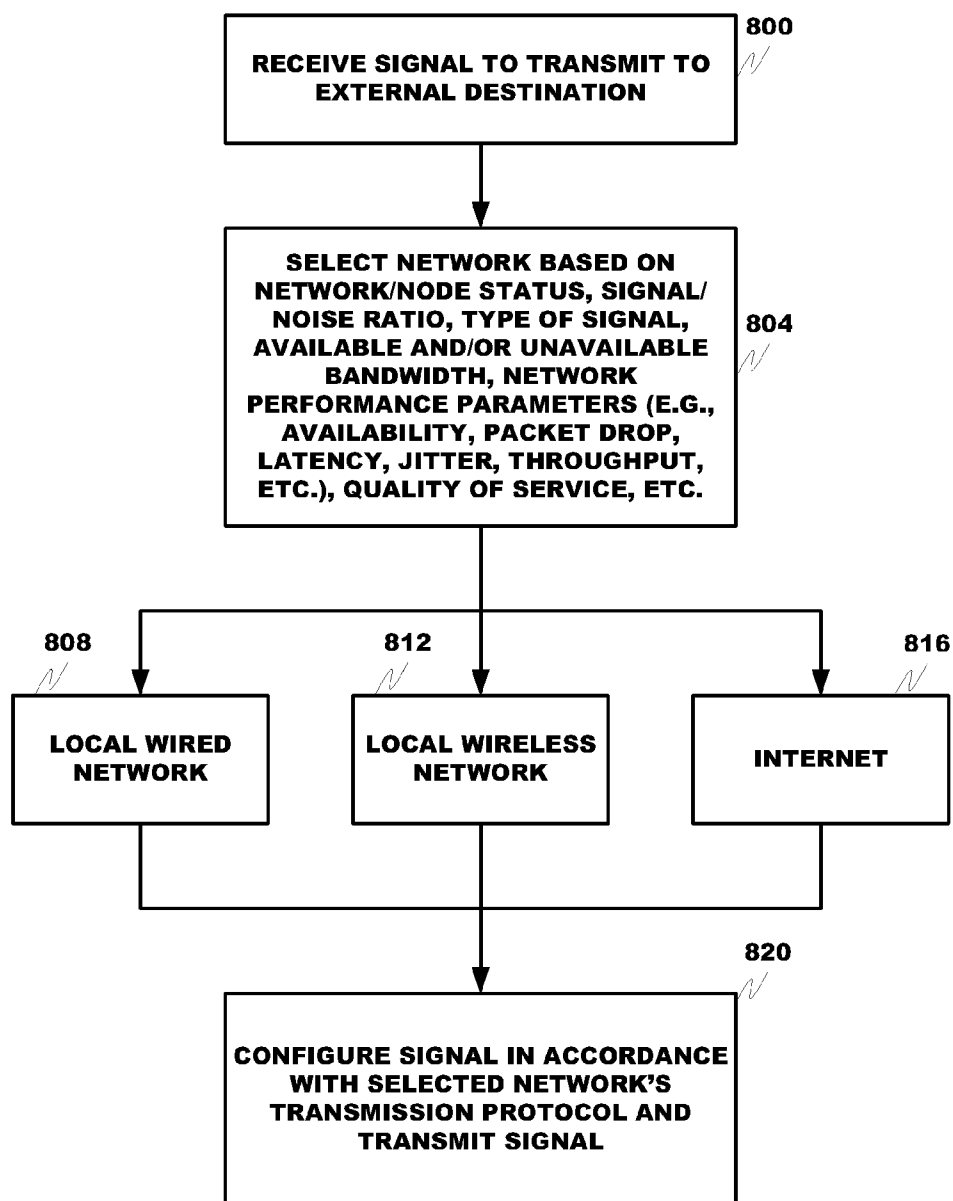 800
RECEIVE SIGNAL TO TRANSMIT TO
EXTERNAL DESTINATION
804
SELECT NETWORK BASED ON
NETWORK/NODE STATUS, SIGNAL/
NOISE RATIO, TYPE OF SIGNAL,
AVAILABLE AND/OR UNAVAILABLE
BANDWIDTH, NETWORK
PERFORMANCE PARAMETERS (E.G.,
AVAILABILITY, PACKET DROP,
LATENCY, JITTER, THROUGHPUT,
ETC.), QUALITY OF SERVICE, ETC.
808
LOCAL WIRED
NETWORK
812
LOCAL WIRELESS
NETWORK
816
INTERNET
820
CONFIGURE SIGNAL IN ACCORDANCE
WITH SELECTED NETWORK'S
TRANSMISSION PROTOCOL AND
TRANSMIT SIGNAL